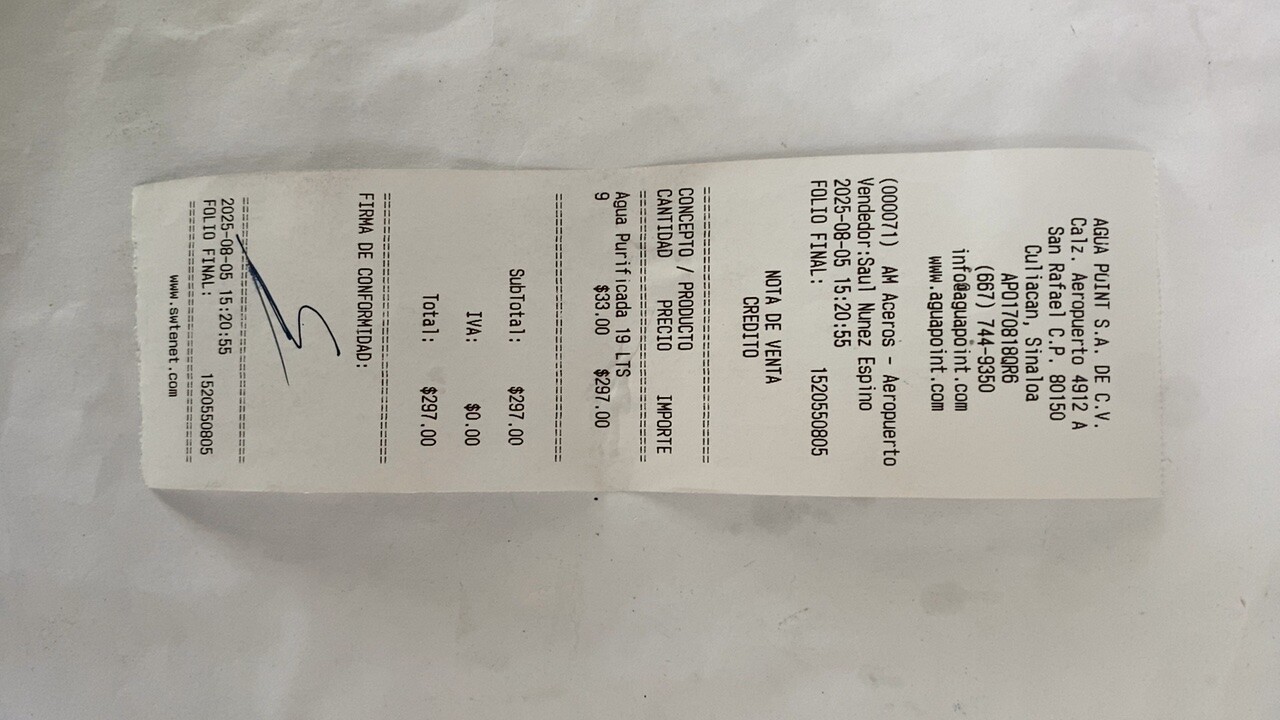 AGUA POINT S.A. DE C.V.
Calz. Aeropuerto 4912 A
San Rafael C.P. 80150
Culiacan, Sinaloa
APO170818QR6
(667) 744-9350
info@aguapoint.com
www.aguapoint.com
(000071) AM Aceros - Aeropuerto
Vendedor:Saul Nunez Espino
2025-08-05 15:20:55
FOLIO FINAL: 1520550805
NOTA DE VENTA
CREDITO
================================
CONCEPTO / PRODUCTO
CANTIDAD PRECIO IMPORTE
================================
Agua Purificada 19 LTS
9 $33.00 $297.00
================================
SubTotal: $297.00
IVA: $0.00
Total: $297.00
================================
FIRMA DE CONFORMIDAD:
================================
2025-08-05 15:20:55
FOLIO FINAL: 1520550805
================================
www.swtenet.com